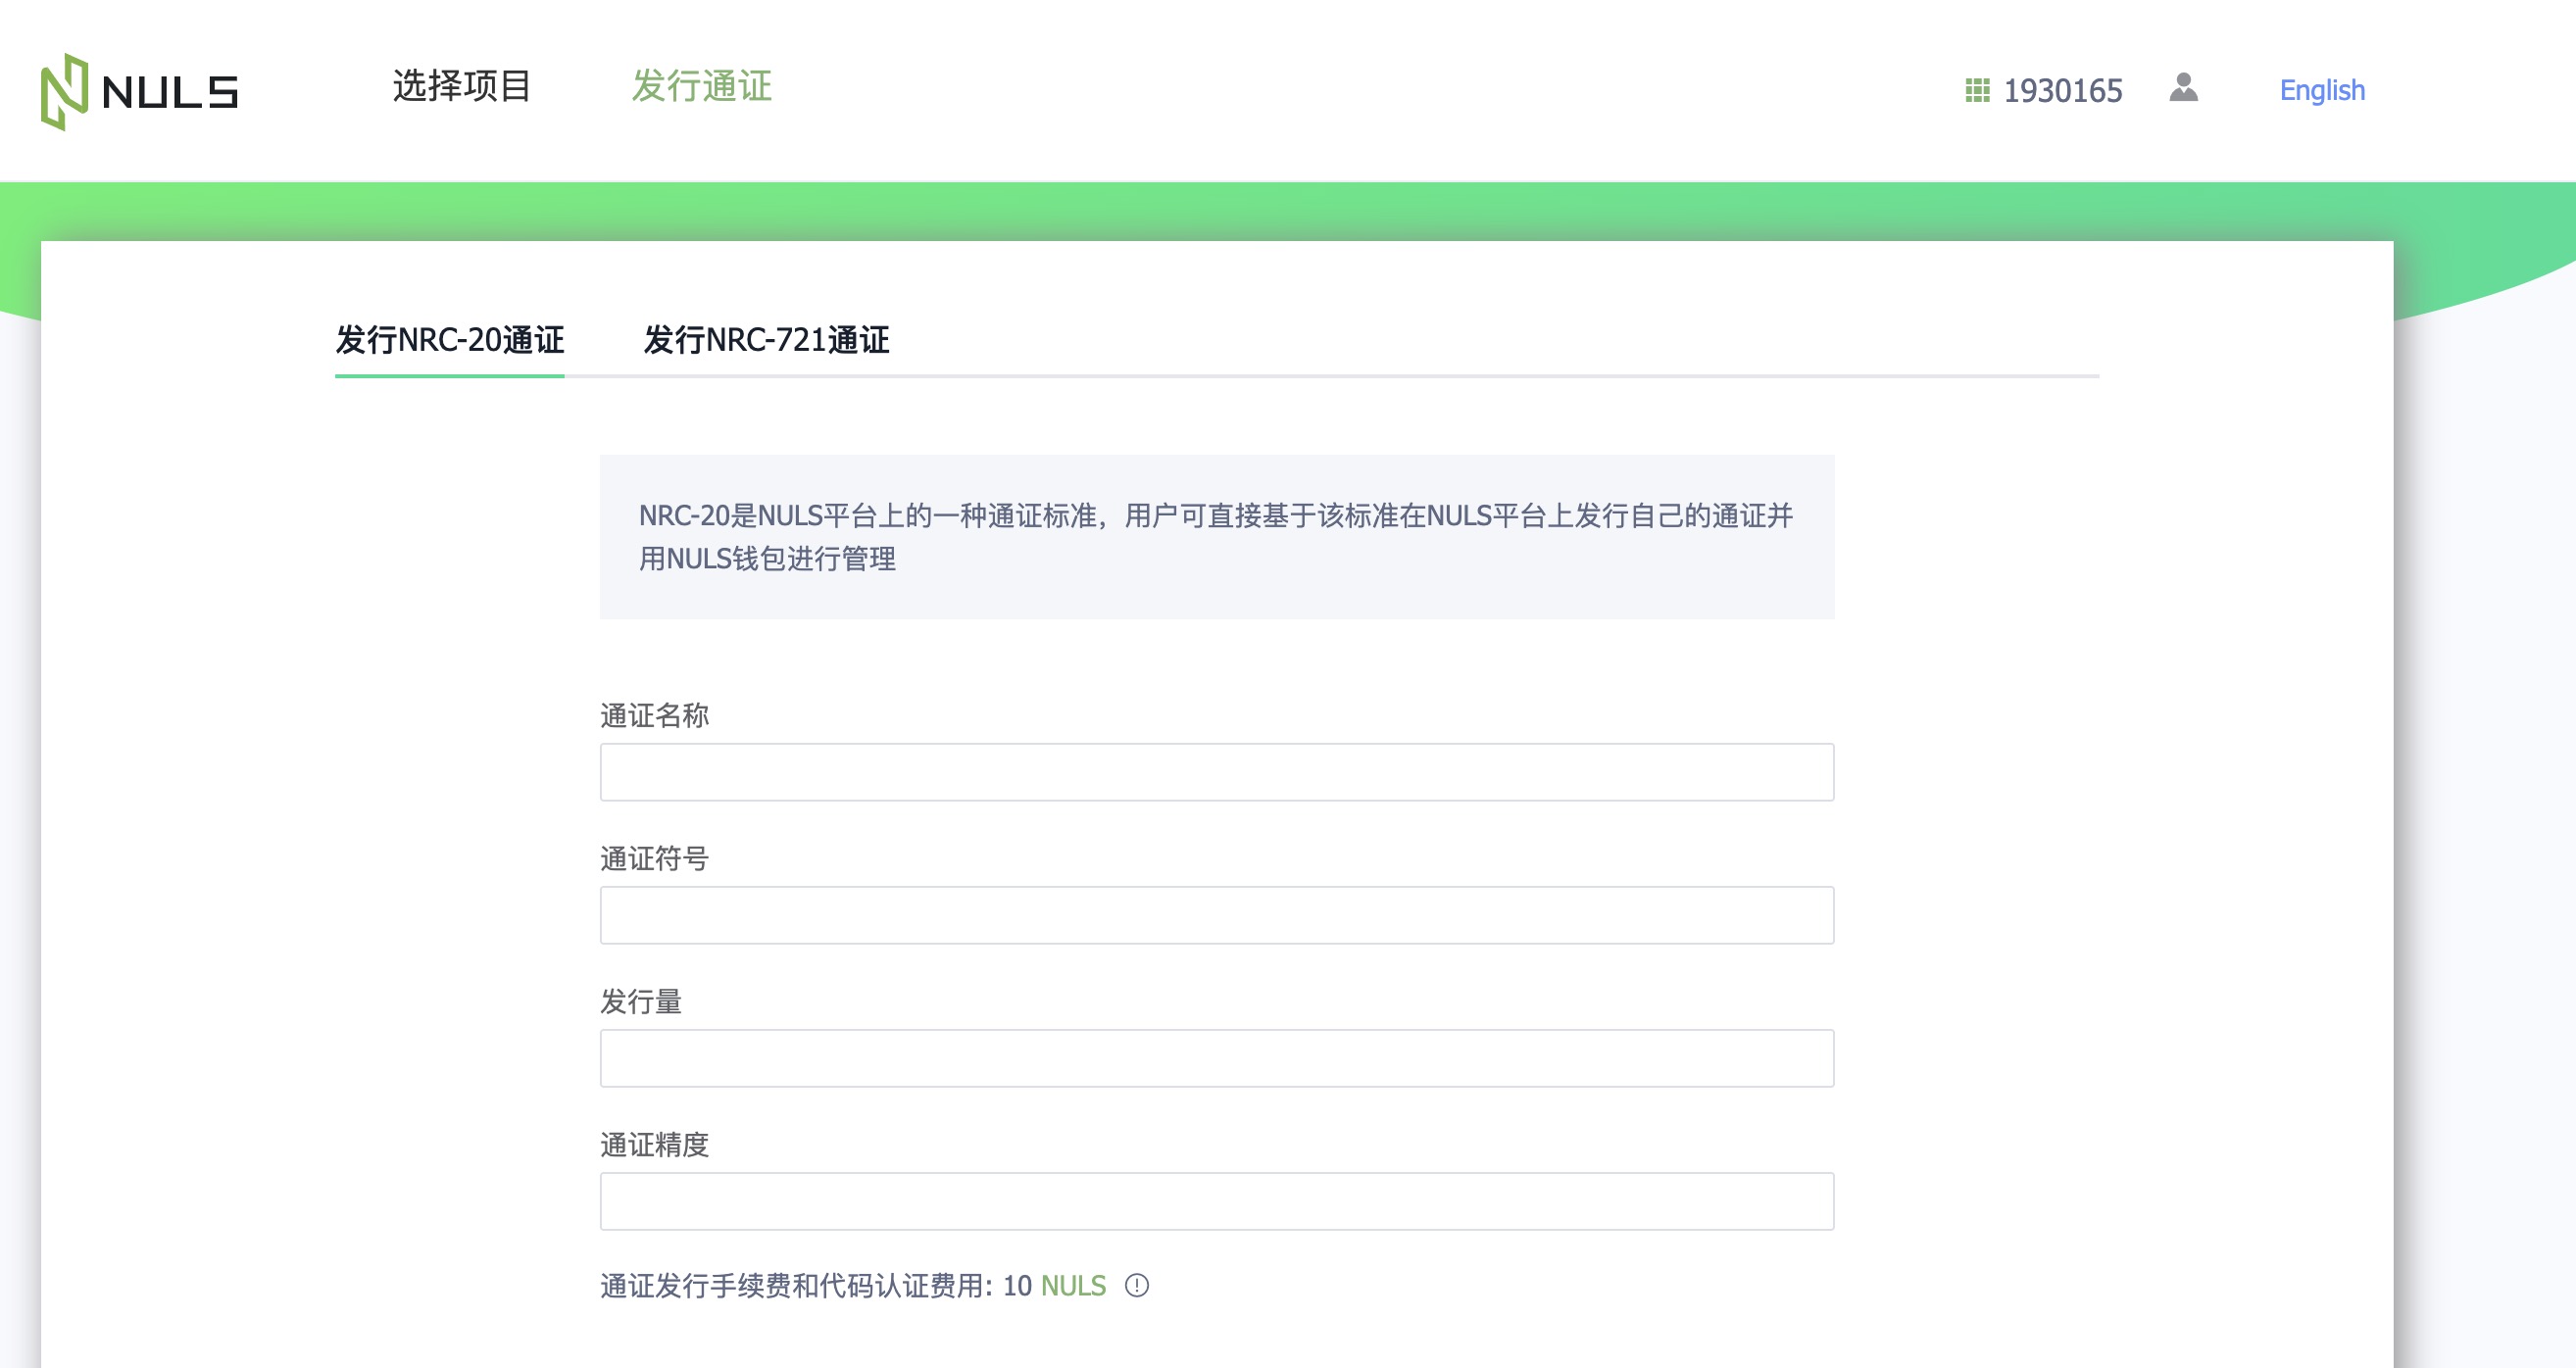 NULS
选择项目
发行通证
1930165
English
发行NRC-20通证
发行NRC-721通证
NRC-20是NULS平台上的一种通证标准，用户可直接基于该标准在NULS平台上发行自己的通证并
用NULS钱包进行管理
通证名称
通证符号
发行量
通证精度
通证发行手续费和代码认证费用: 10 NULS